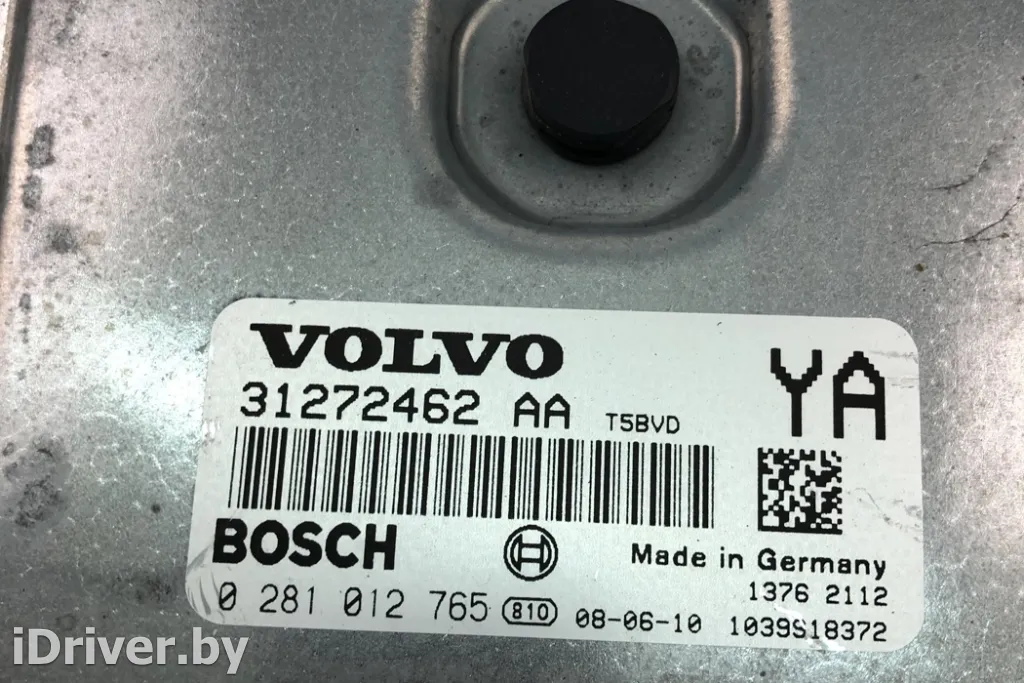 VOLVO
31272462 AA T5BVD
YA
BOSCH
Made in Germany
1376 2112
0 281 012 765 810 08-06-10 1039S18372
iDriver.by